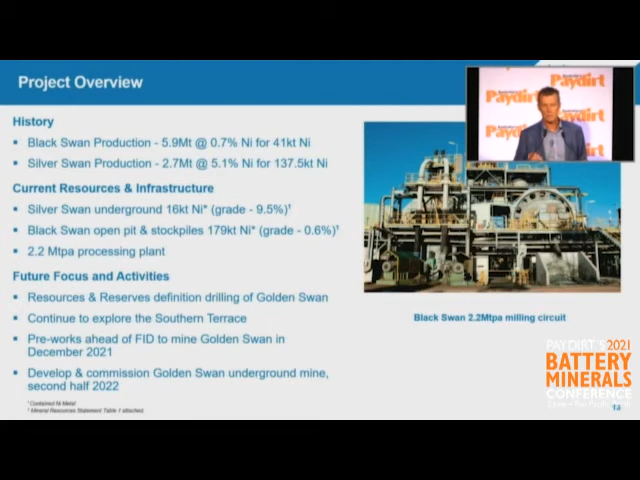 Project Overview
History
Black Swan Production - 5.9Mt @ 0.7% Ni for 41kt Ni
Silver Swan Production - 2.7Mt @ 5.1% Ni for 137.5kt Ni
Current Resources & Infrastructure
Silver Swan underground 16kt Ni* (grade - 9.5%)†
Black Swan open pit & stockpiles 179kt Ni* (grade - 0.6%)†
2.2 Mtpa processing plant
Future Focus and Activities
Resources & Reserves definition drilling of Golden Swan
Continue to explore the Southern Terrace
Pre-works ahead of FID to mine Golden Swan in
December 2021
Develop & commission Golden Swan underground mine,
second half 2022
* Contained Ni Metal
† Mineral Resources Statement Table 1 attached.
Paydirt
Paydirt
Paydirt
Paydirt
Black Swan 2.2Mtpa milling circuit
PAYDIRT'S 2021
BATTERY
MINERALS
CONFERENCE
13